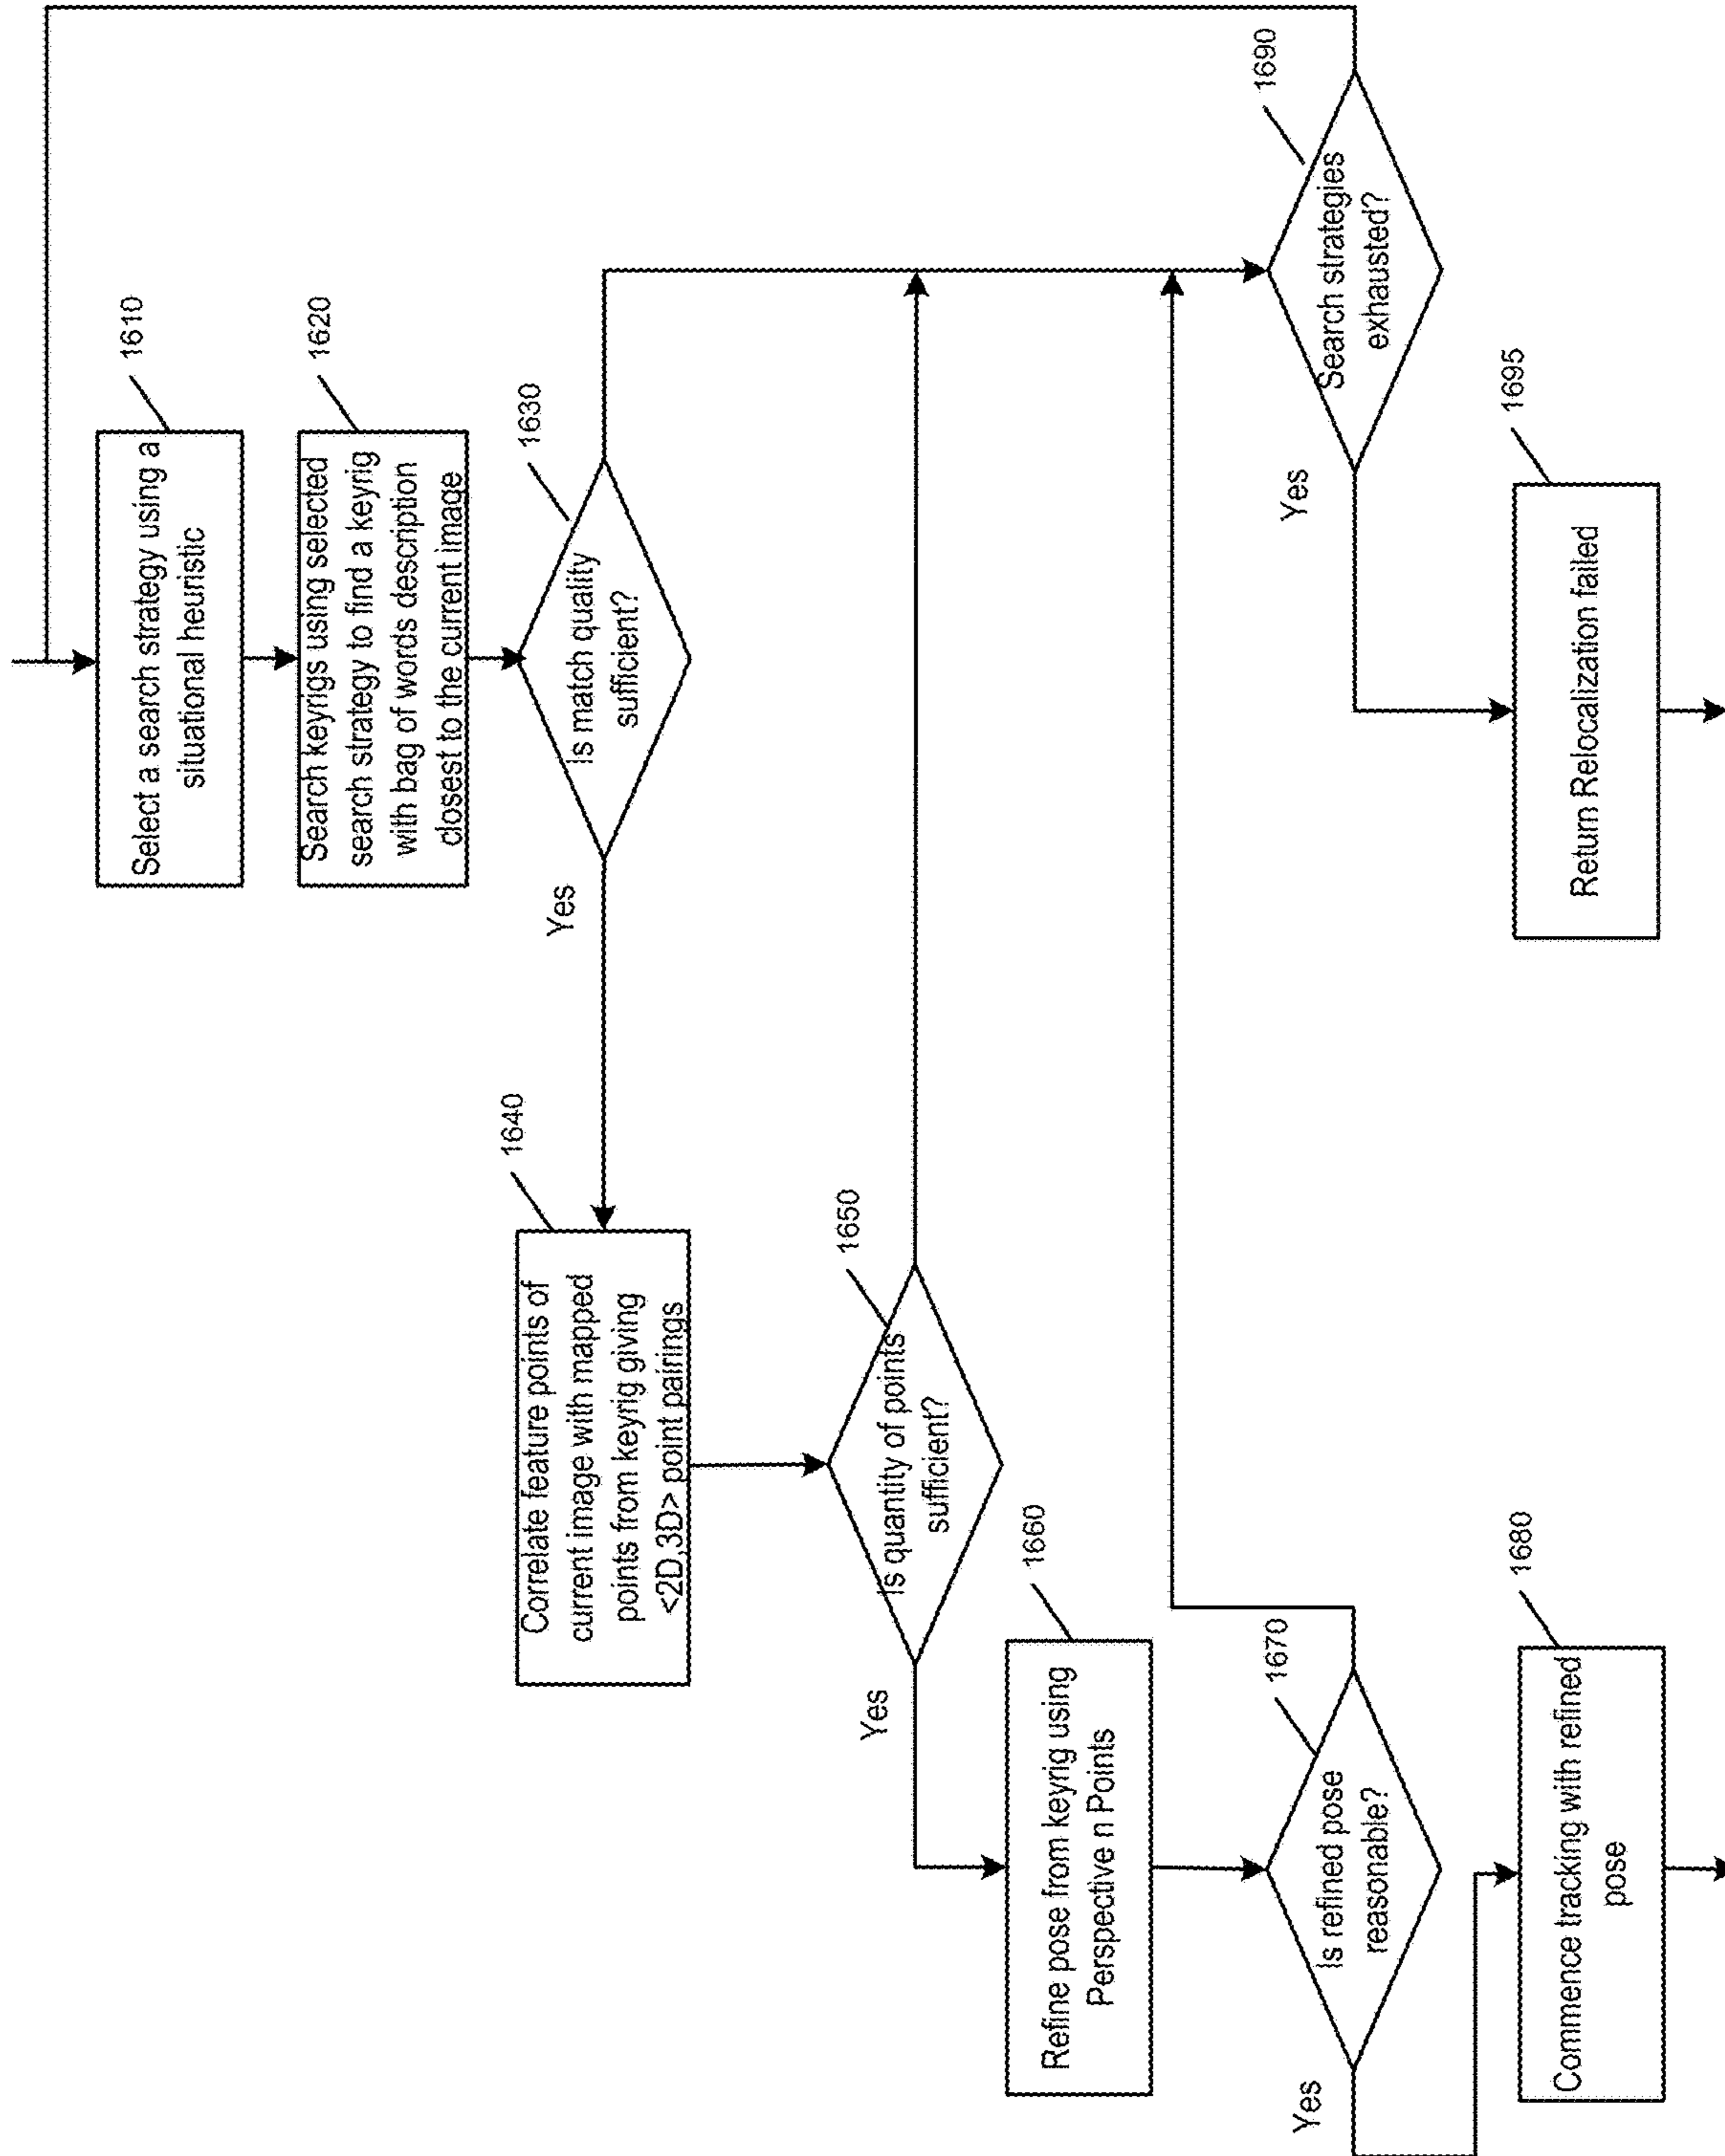 1610
Select a search strategy using a
situational heuristic
1620
Search keyrigs using selected
search strategy to find a keyrig
with bag of words description
closest to the current image
1630
Is match quality
sufficient?
Yes
1640
Correlate feature points of
current image with mapped
points from keyrig giving
<2D,3D> point pairings
1650
Is quantity of points
sufficient?
Yes
1660
Refine pose from keyrig using
Perspective n Points
1670
Is refined pose
reasonable?
Yes
1680
Commence tracking with refined
pose
1690
Search strategies
exhausted?
Yes
1695
Return Relocalization failed